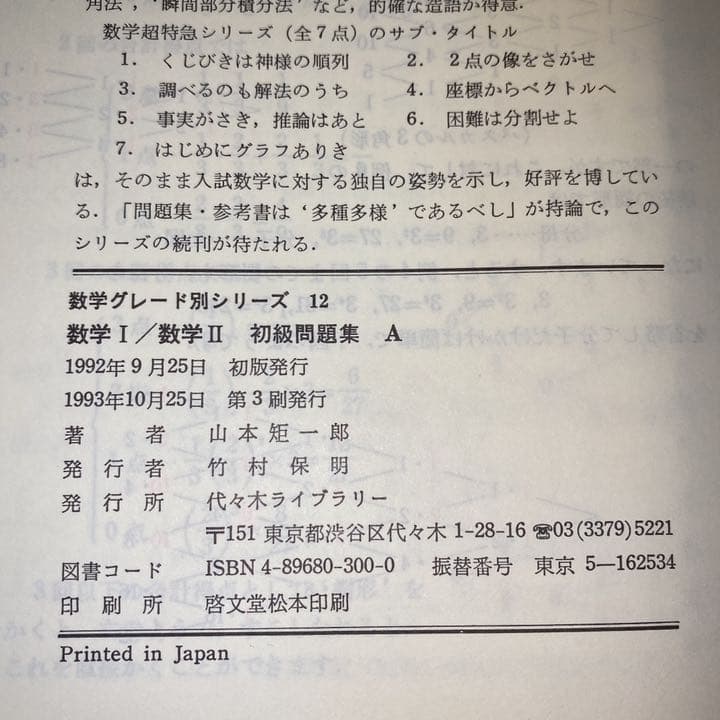 角法', '瞬間部分積分法' など, 的確な造語が得意.
数学超特急シリーズ (全7点) のサブ・タイトル
1. くじびきは神様の順列 2. 2点の像をさがせ
3. 調べるのも解法のうち 4. 座標からベクトルへ
5. 事実がさき, 推論はあと 6. 困難は分割せよ
7. はじめにグラフありき
は, そのまま入試数学に対する独自の姿勢を示し, 好評を博してい
る. 「問題集・参考書は '多種多様' であるべし」が持論で, この
シリーズの続刊が待たれる.
数学グレード別シリーズ 12
数学Ⅰ/数学Ⅱ 初級問題集 A
1992年9月25日 初版発行
1993年10月25日 第3刷発行
著者 山本矩一郎
発行者 竹村保明
発行所 代々木ライブラリー
〒151 東京都渋谷区代々木 1-28-16 ☎03(3379)5221
図書コード ISBN 4-89680-300-0 振替番号 東京 5-162534
印刷所 啓文堂松本印刷
Printed in Japan